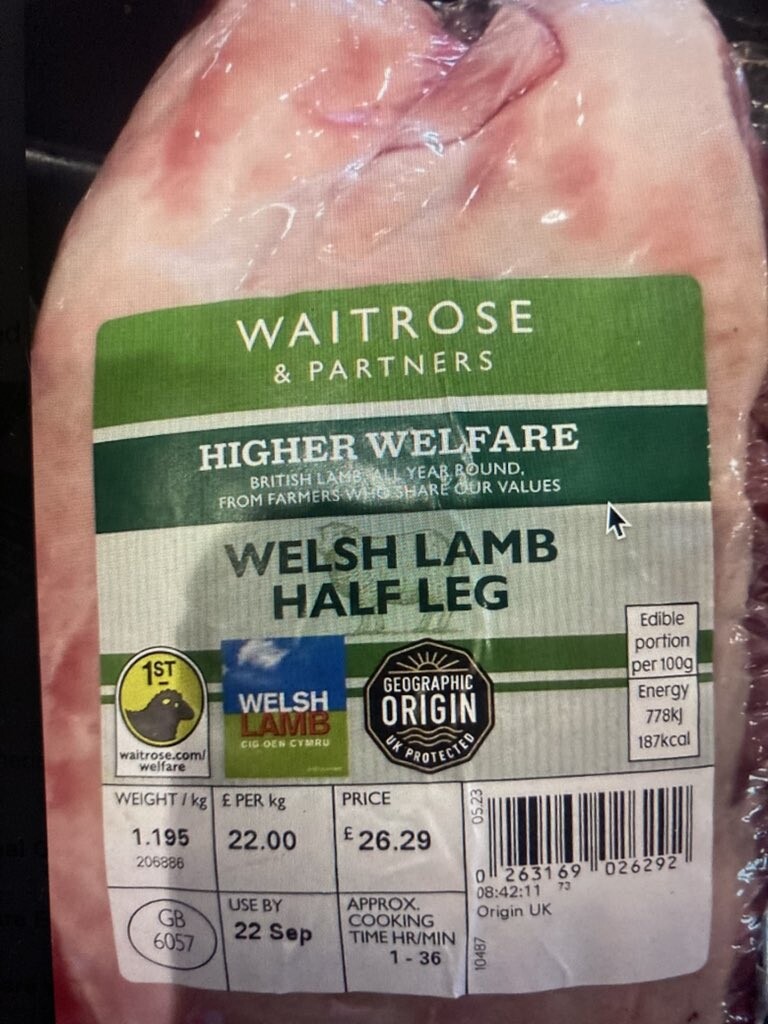 WAITROSE
& PARTNERS
HIGHER WELFARE
BRITISH LAMB, ALL YEAR ROUND,
FROM FARMERS WHO SHARE OUR VALUES
WELSH LAMB
HALF LEG
Edible
portion
per 100g
Energy
778kJ
187kcal
1ST
waitrose.com/
welfare
WELSH
LAMB
CIG OEN CYMRU
GEOGRAPHIC
ORIGIN
UK PROTECTED
WEIGHT / kg
1.195
206886
£ PER kg
22.00
PRICE
£26.29
05.23
0 263169 026292
08:42:11 73
Origin UK
10487
GB
6057
USE BY
22 Sep
APPROX.
COOKING
TIME HR/MIN
1 - 36